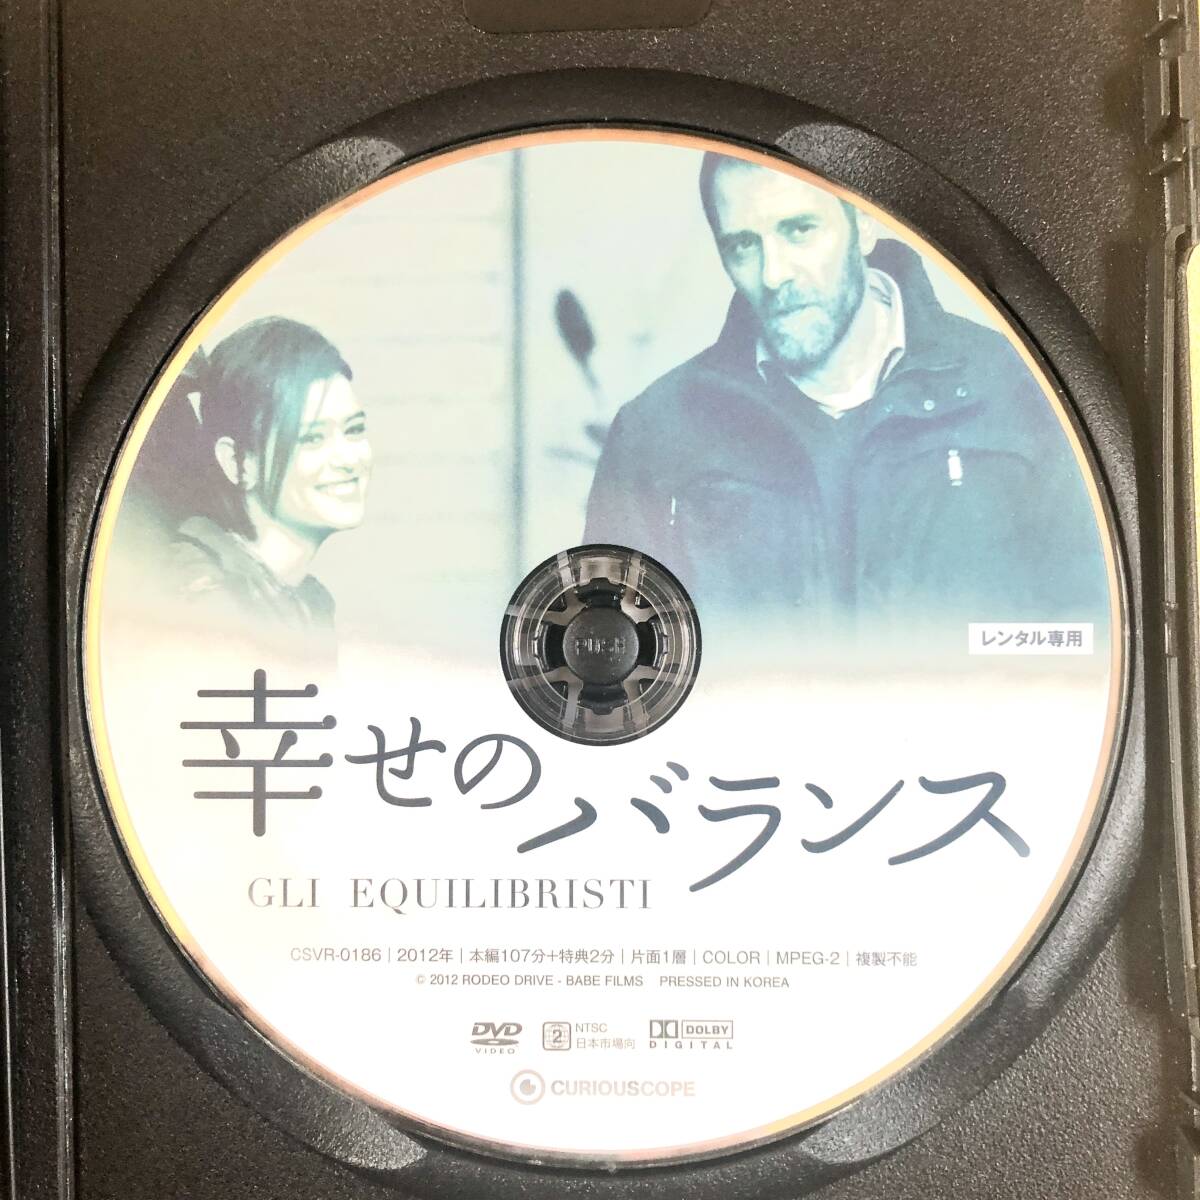 PUSH
レンタル専用
幸せの
バランス
GLI EQUILIBRISTI
CSVR-0186 | 2012年 | 本編107分+特典2分 | 片面1層 | COLOR | MPEG-2 | 複製不能
© 2012 RODEO DRIVE - BABE FILMS PRESSED IN KOREA
DVD
VIDEO
2
NTSC
日本市場向
DOLBY
DIGITAL
CURIOUSCOPE